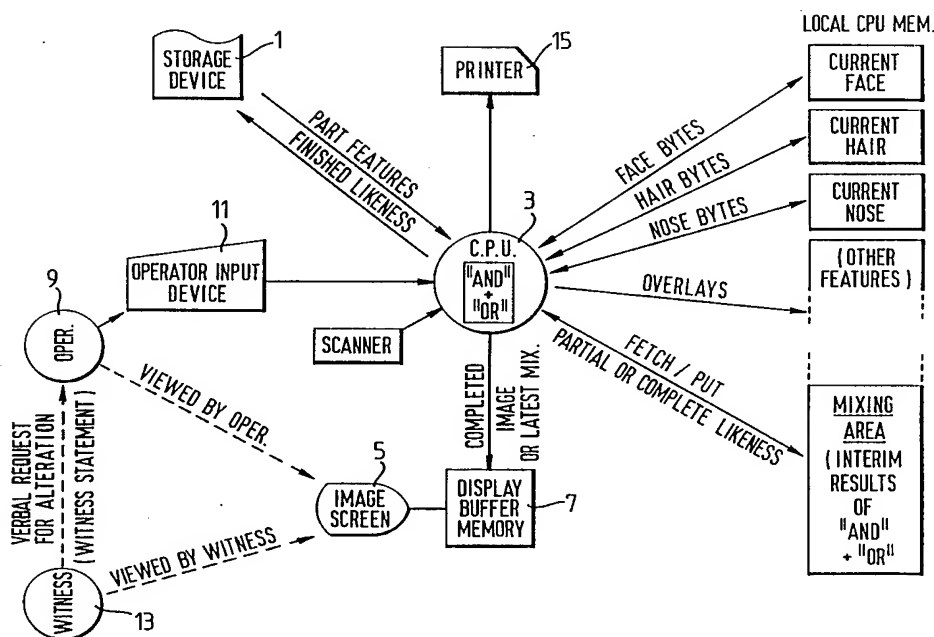 LOCAL CPU MEM.
1
STORAGE
DEVICE
15
PRINTER
CURRENT
FACE
CURRENT
HAIR
CURRENT
NOSE
(OTHER
FEATURES)
PART FEATURES
FINISHED LIKENESS
FACE BYTES
HAIR BYTES
NOSE BYTES
OVERLAYS
3
C.P.U.
"AND"
+
"OR"
11
OPERATOR INPUT
DEVICE
SCANNER
9
OPER.
VIEWED BY OPER.
FETCH / PUT
PARTIAL OR COMPLETE LIKENESS
COMPLETED
IMAGE
OR LATEST MIX.
MIXING
AREA
(INTERIM
RESULTS
OF
"AND"
+ "OR")
5
IMAGE
SCREEN
DISPLAY
BUFFER
MEMORY
7
VERBAL REQUEST
FOR ALTERATION
(WITNESS STATEMENT)
VIEWED BY WITNESS
WITNESS
13